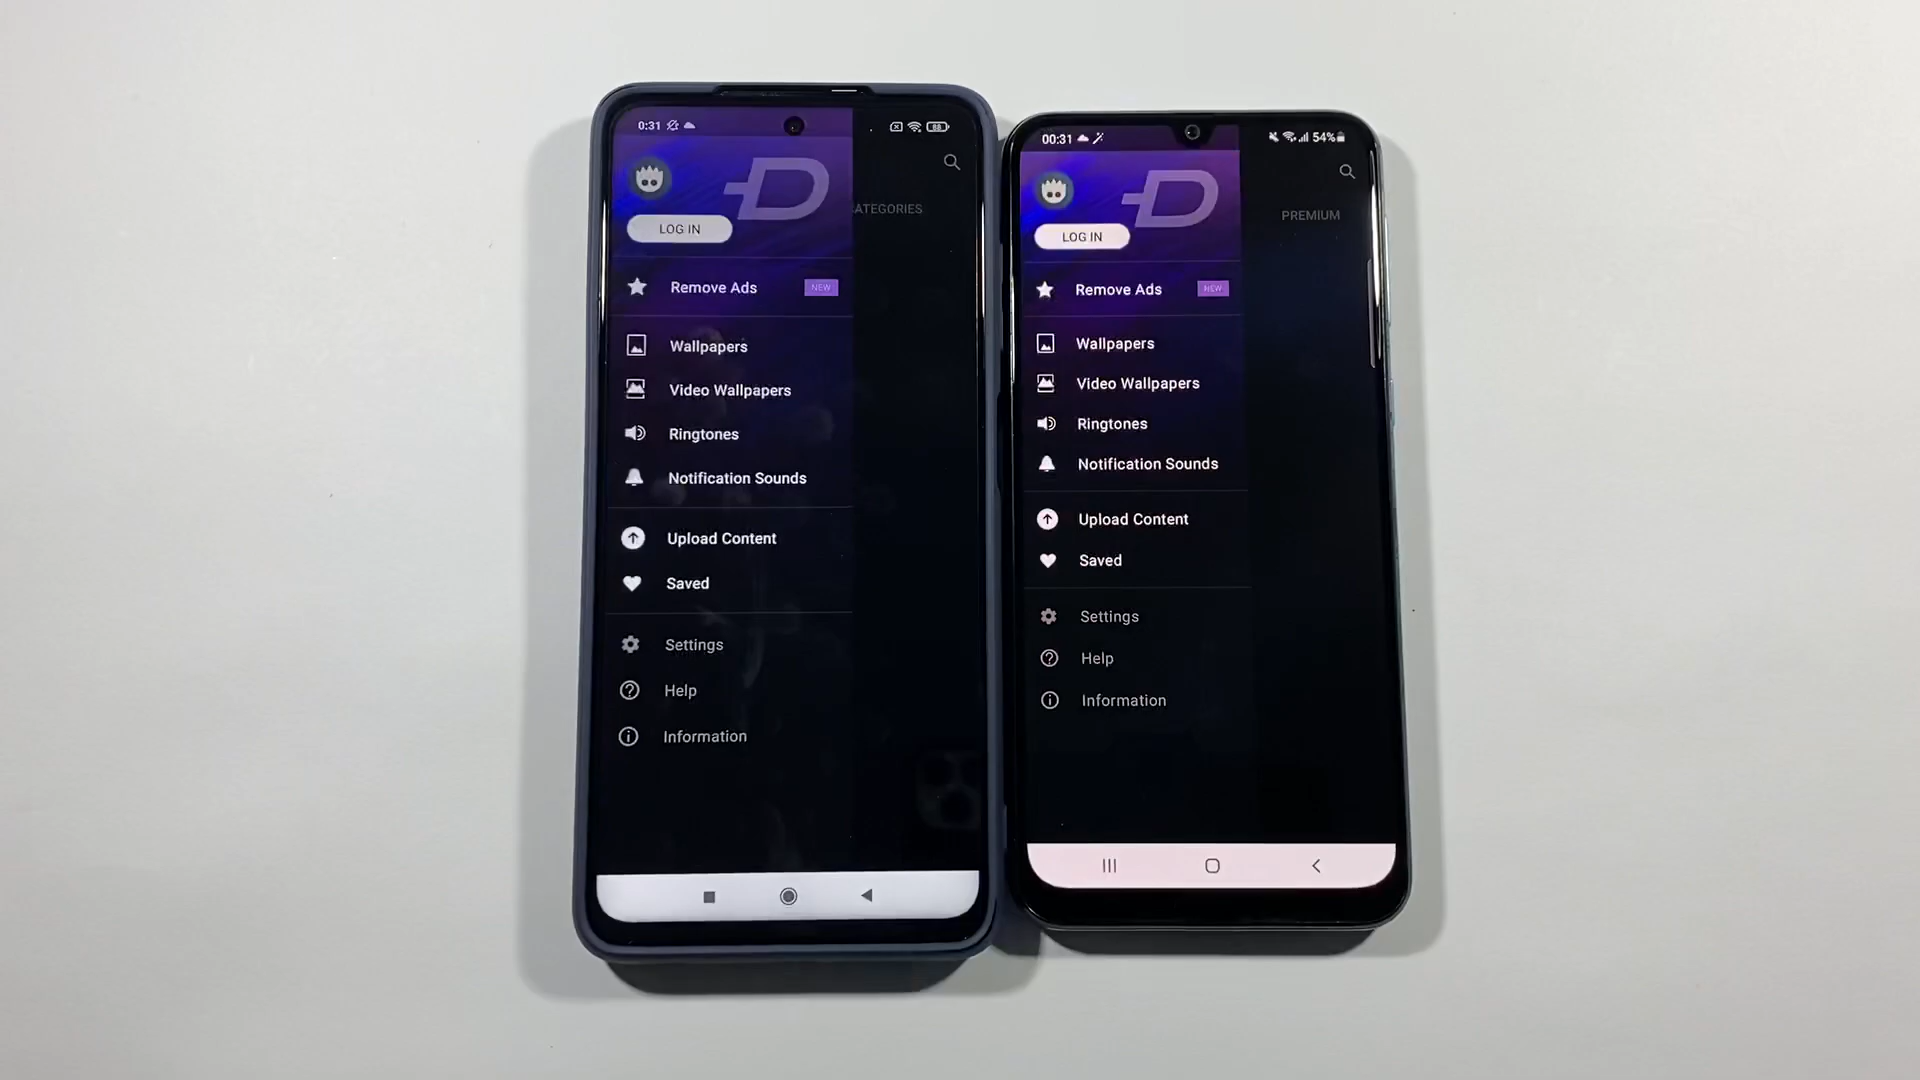 0:31
88
ATEGORIES
LOG IN
Remove Ads NEW
Wallpapers
Video Wallpapers
Ringtones
Notification Sounds
Upload Content
Saved
Settings
Help
Information
00:31
54%
PREMIUM
LOG IN
Remove Ads NEW
Wallpapers
Video Wallpapers
Ringtones
Notification Sounds
Upload Content
Saved
Settings
Help
Information